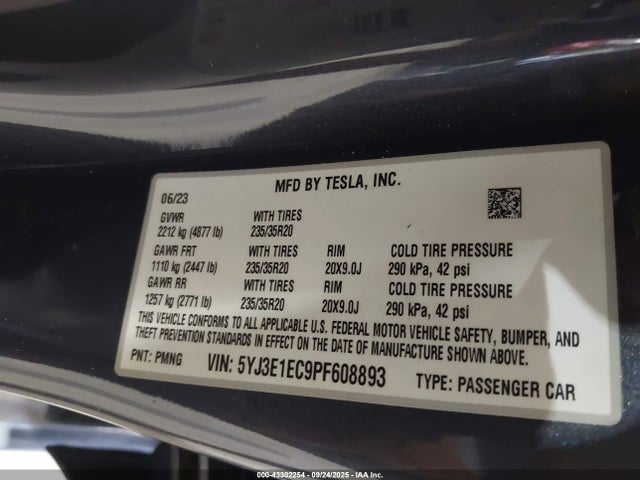 MFD BY TESLA, INC.
06/23
GVWR WITH TIRES
2212 kg (4877 lb) 235/35R20
GAWR FRT WITH TIRES RIM COLD TIRE PRESSURE
1110 kg (2447 lb) 235/35R20 20X9.0J 290 kPa, 42 psi
GAWR RR WITH TIRES RIM COLD TIRE PRESSURE
1257 kg (2771 lb) 235/35R20 20X9.0J 290 kPa, 42 psi
THIS VEHICLE CONFORMS TO ALL APPLICABLE U.S. FEDERAL MOTOR VEHICLE SAFETY, BUMPER, AND
THEFT PREVENTION STANDARDS IN EFFECT ON THE DATE OF MANUFACTURE SHOWN ABOVE.
PNT: PMNG VIN: 5YJ3E1EC9PF608893 TYPE: PASSENGER CAR
000-43302254 - 09/24/2025 - IAA Inc.